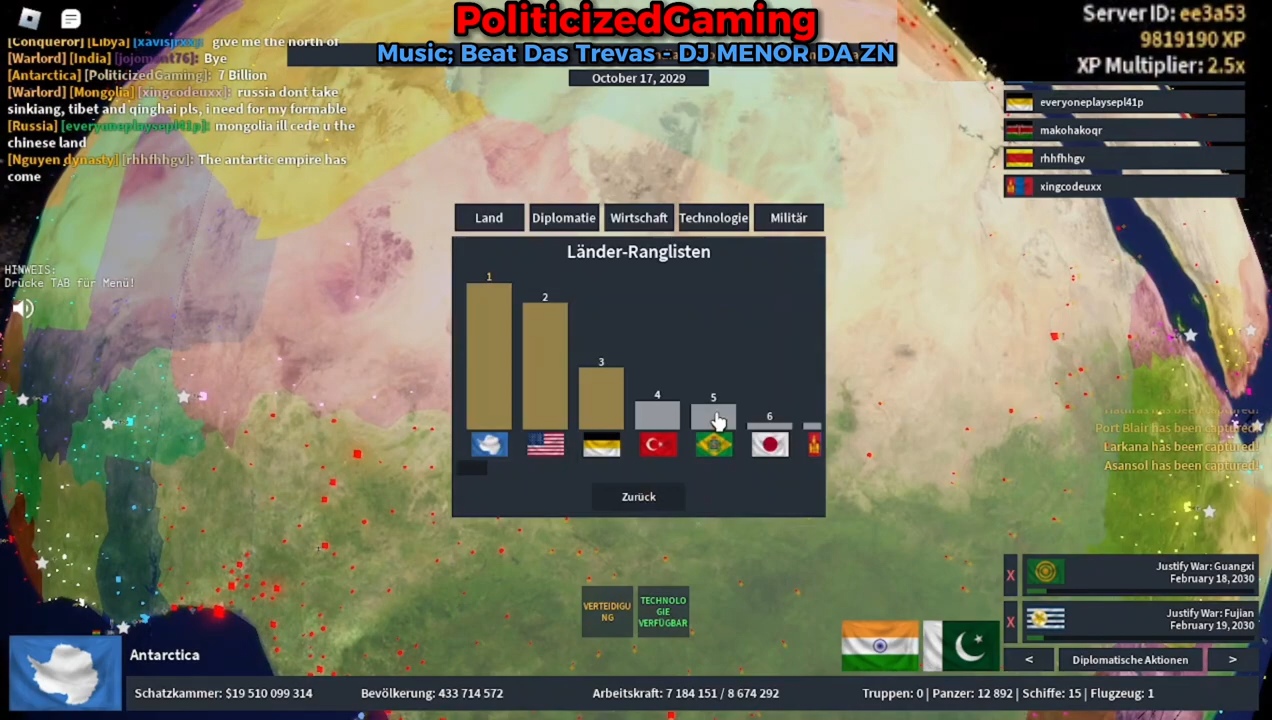 PoliticizedGaming
Music; Beat Das Trevas - DJ MENOR DA ZN
October 17, 2029
Server ID: ee3a53
9819190 XP
XP Multiplier: 2.5x
[Conqueror] [Libya] [xavisjrxx]: give me the north of
[Warlord] [India] [jojoment76]: Bye
[Antarctica] [PoliticizedGaming]: 7 Billion
[Warlord] [Mongolia] [xingcodeuxx]: russia dont take
sinkiang, tibet and qinghai pls, i need for my formable
[Russia] [everyoneplaysepl41p]: mongolia ill cede u the
chinese land
[Nguyen dynasty] [rhhfhhgv]: The antartic empire has
come
everyoneplaysepl41p
makohakoqr
rhhfhhgv
xingcodeuxx
HINWEIS:
Drücke TAB für Menü!
Land
Diplomatie
Wirtschaft
Technologie
Militär
Länder-Ranglisten
1
2
3
4
5
6
Zurück
Port Blair has been captured!
Larkana has been captured!
Asansol has been captured!
VERTEIDIGU
NG
TECHNOLO
GIE
VERFÜGBAR
X
Justify War: Guangxi
February 18, 2030
X
Justify War: Fujian
February 19, 2030
<
Diplomatische Aktionen
>
Antarctica
Schatzkammer: $19 510 099 314
Bevölkerung: 433 714 572
Arbeitskraft: 7 184 151 / 8 674 292
Truppen: 0 | Panzer: 12 892 | Schiffe: 15 | Flugzeug: 1